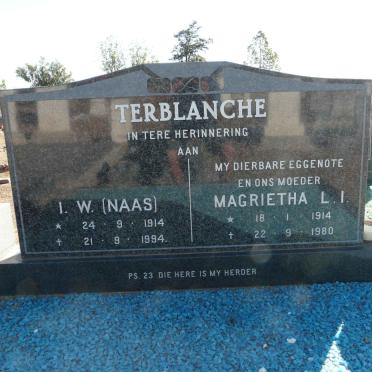 TERBLANCHE
IN TERE HERINNERING
AAN
I. W. (NAAS)
★ 24 · 9 · 1914
✝ 21 · 9 · 1994
MY DIERBARE EGGENOTE
EN ONS MOEDER
MAGRIETHA L. I.
★ 18 · 1 · 1914
✝ 22 · 9 · 1980
PS. 23 DIE HERE IS MY HERDER